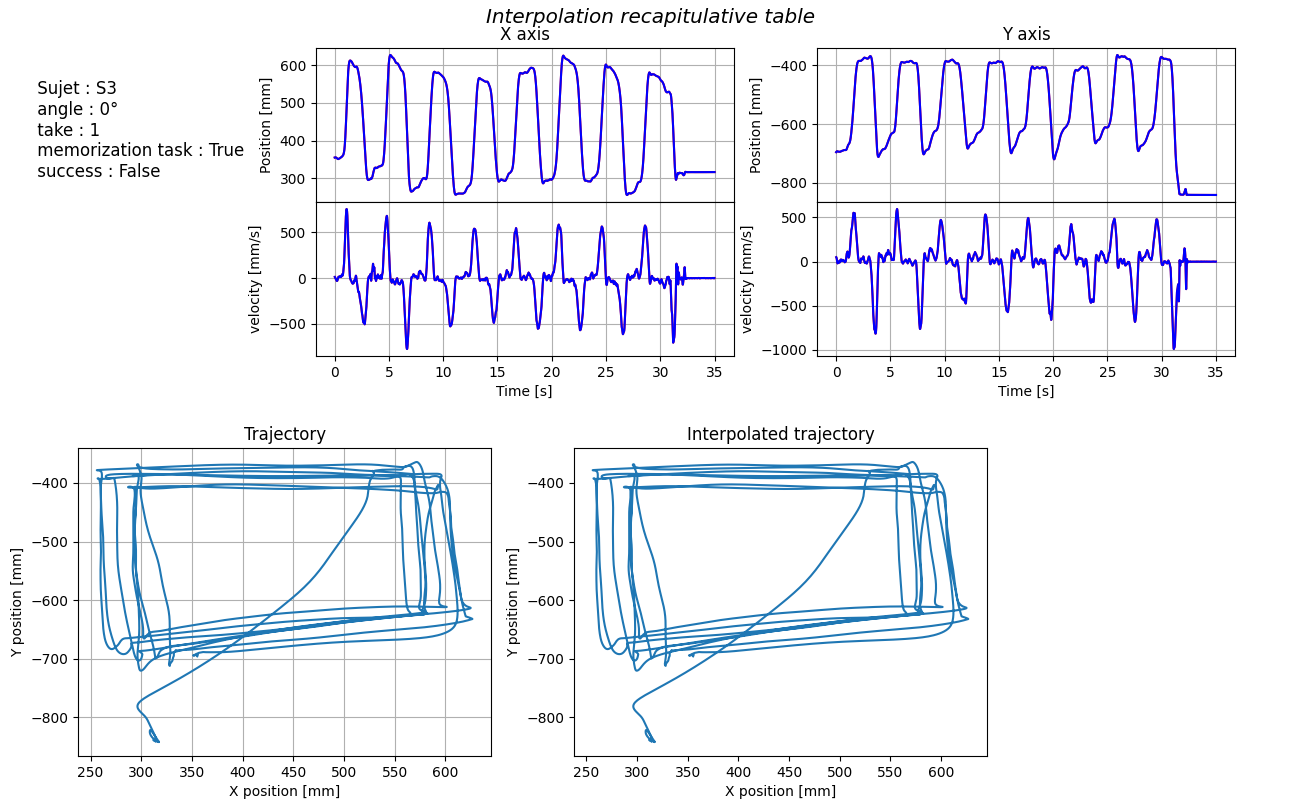 Interpolation recapitulative table
X axis
Y axis
Sujet : S3
angle : 0°
take : 1
memorization task : True
success : False
Position [mm]
600
500
400
300
Position [mm]
−400
−600
−800
velocity [mm/s]
500
0
−500
velocity [mm/s]
500
0
−500
−1000
0 5 10 15 20 25 30 35
Time [s]
0 5 10 15 20 25 30 35
Time [s]
Trajectory
Interpolated trajectory
Y position [mm]
−400
−500
−600
−700
−800
250 300 350 400 450 500 550 600
X position [mm]
Y position [mm]
−400
−500
−600
−700
−800
250 300 350 400 450 500 550 600
X position [mm]